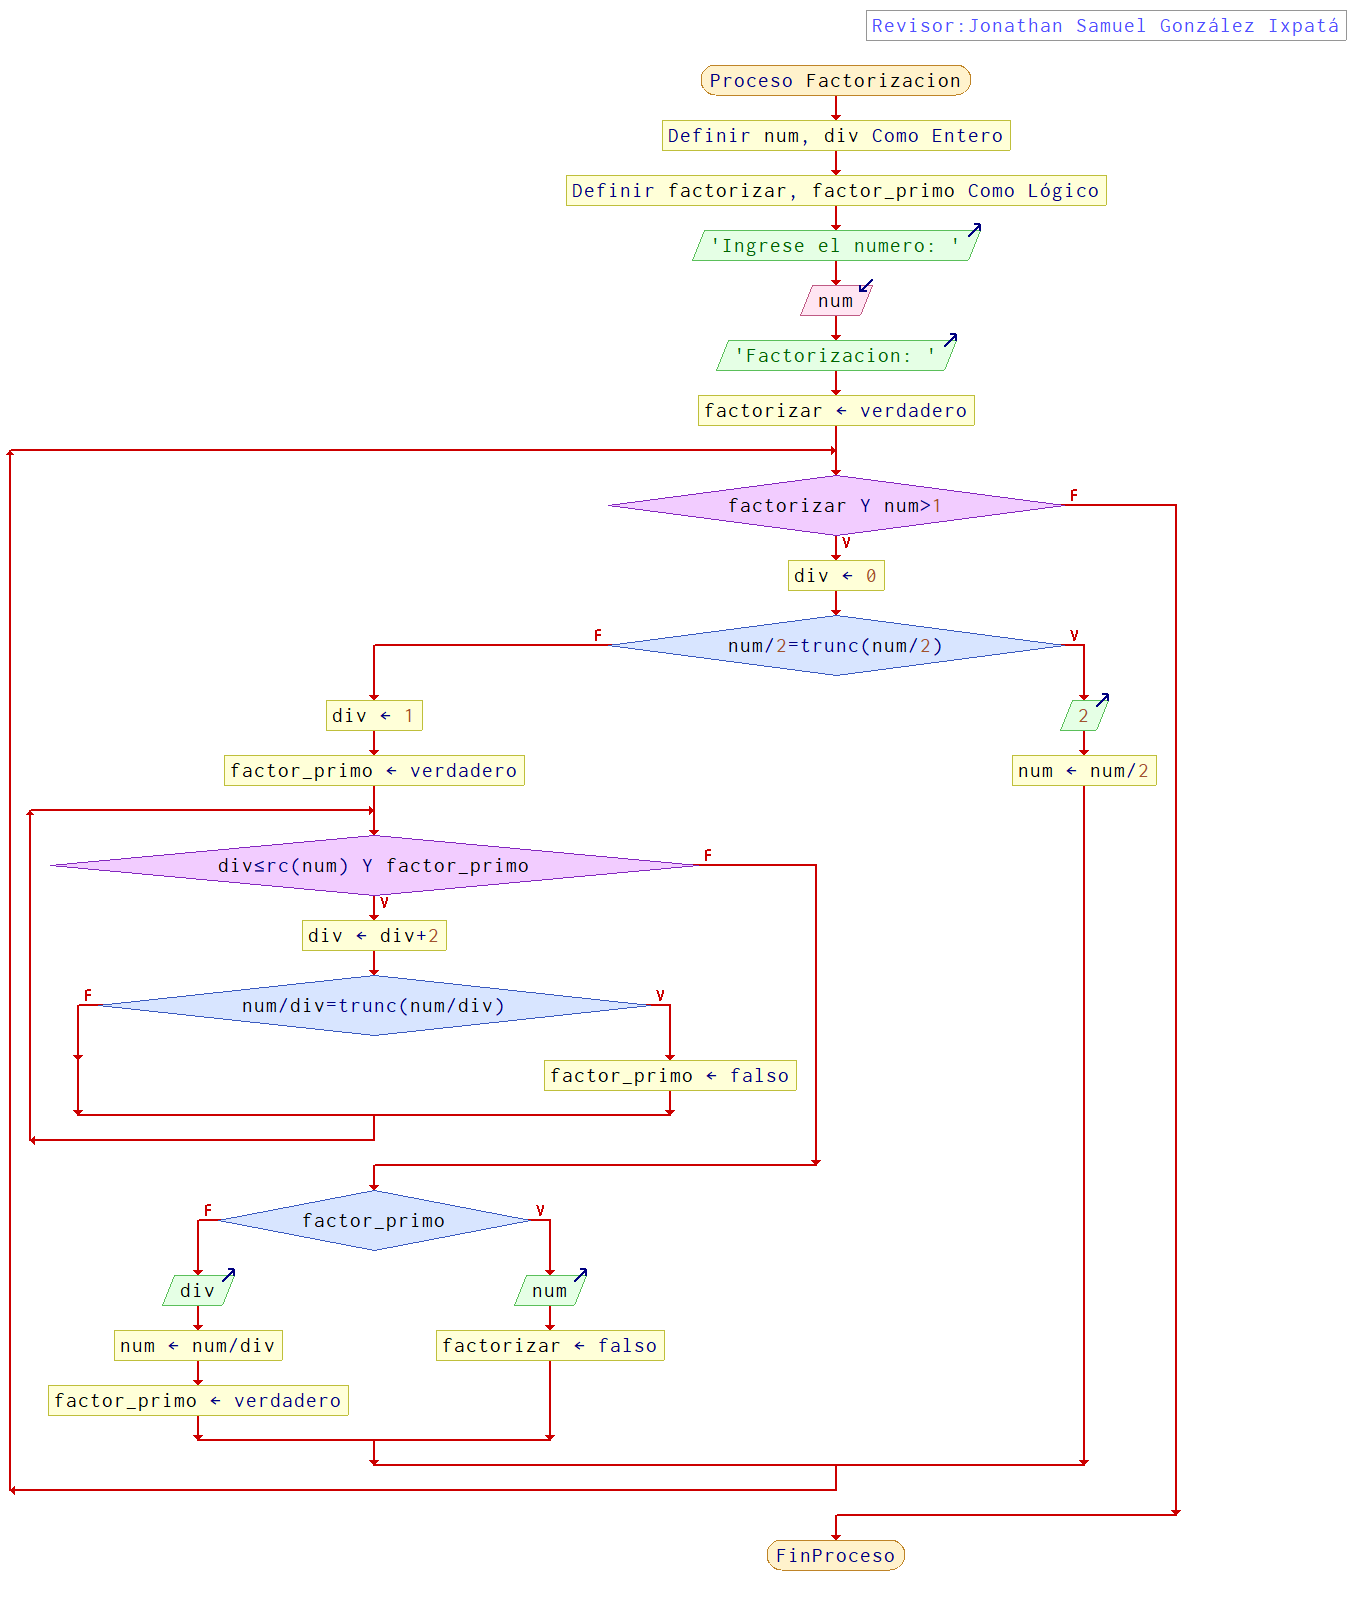 Revisor:Jonathan Samuel González Ixpatá
Proceso Factorizacion
Definir num, div Como Entero
Definir factorizar, factor_primo Como Lógico
'Ingrese el numero: '
num
'Factorizacion: '
factorizar ← verdadero
factorizar Y num>1
F
V
div ← 0
num/2=trunc(num/2)
F
V
div ← 1
2
factor_primo ← verdadero
num ← num/2
div≤rc(num) Y factor_primo
F
V
div ← div+2
num/div=trunc(num/div)
F
V
factor_primo ← falso
factor_primo
F
V
div
num
num ← num/div
factorizar ← falso
factor_primo ← verdadero
FinProceso